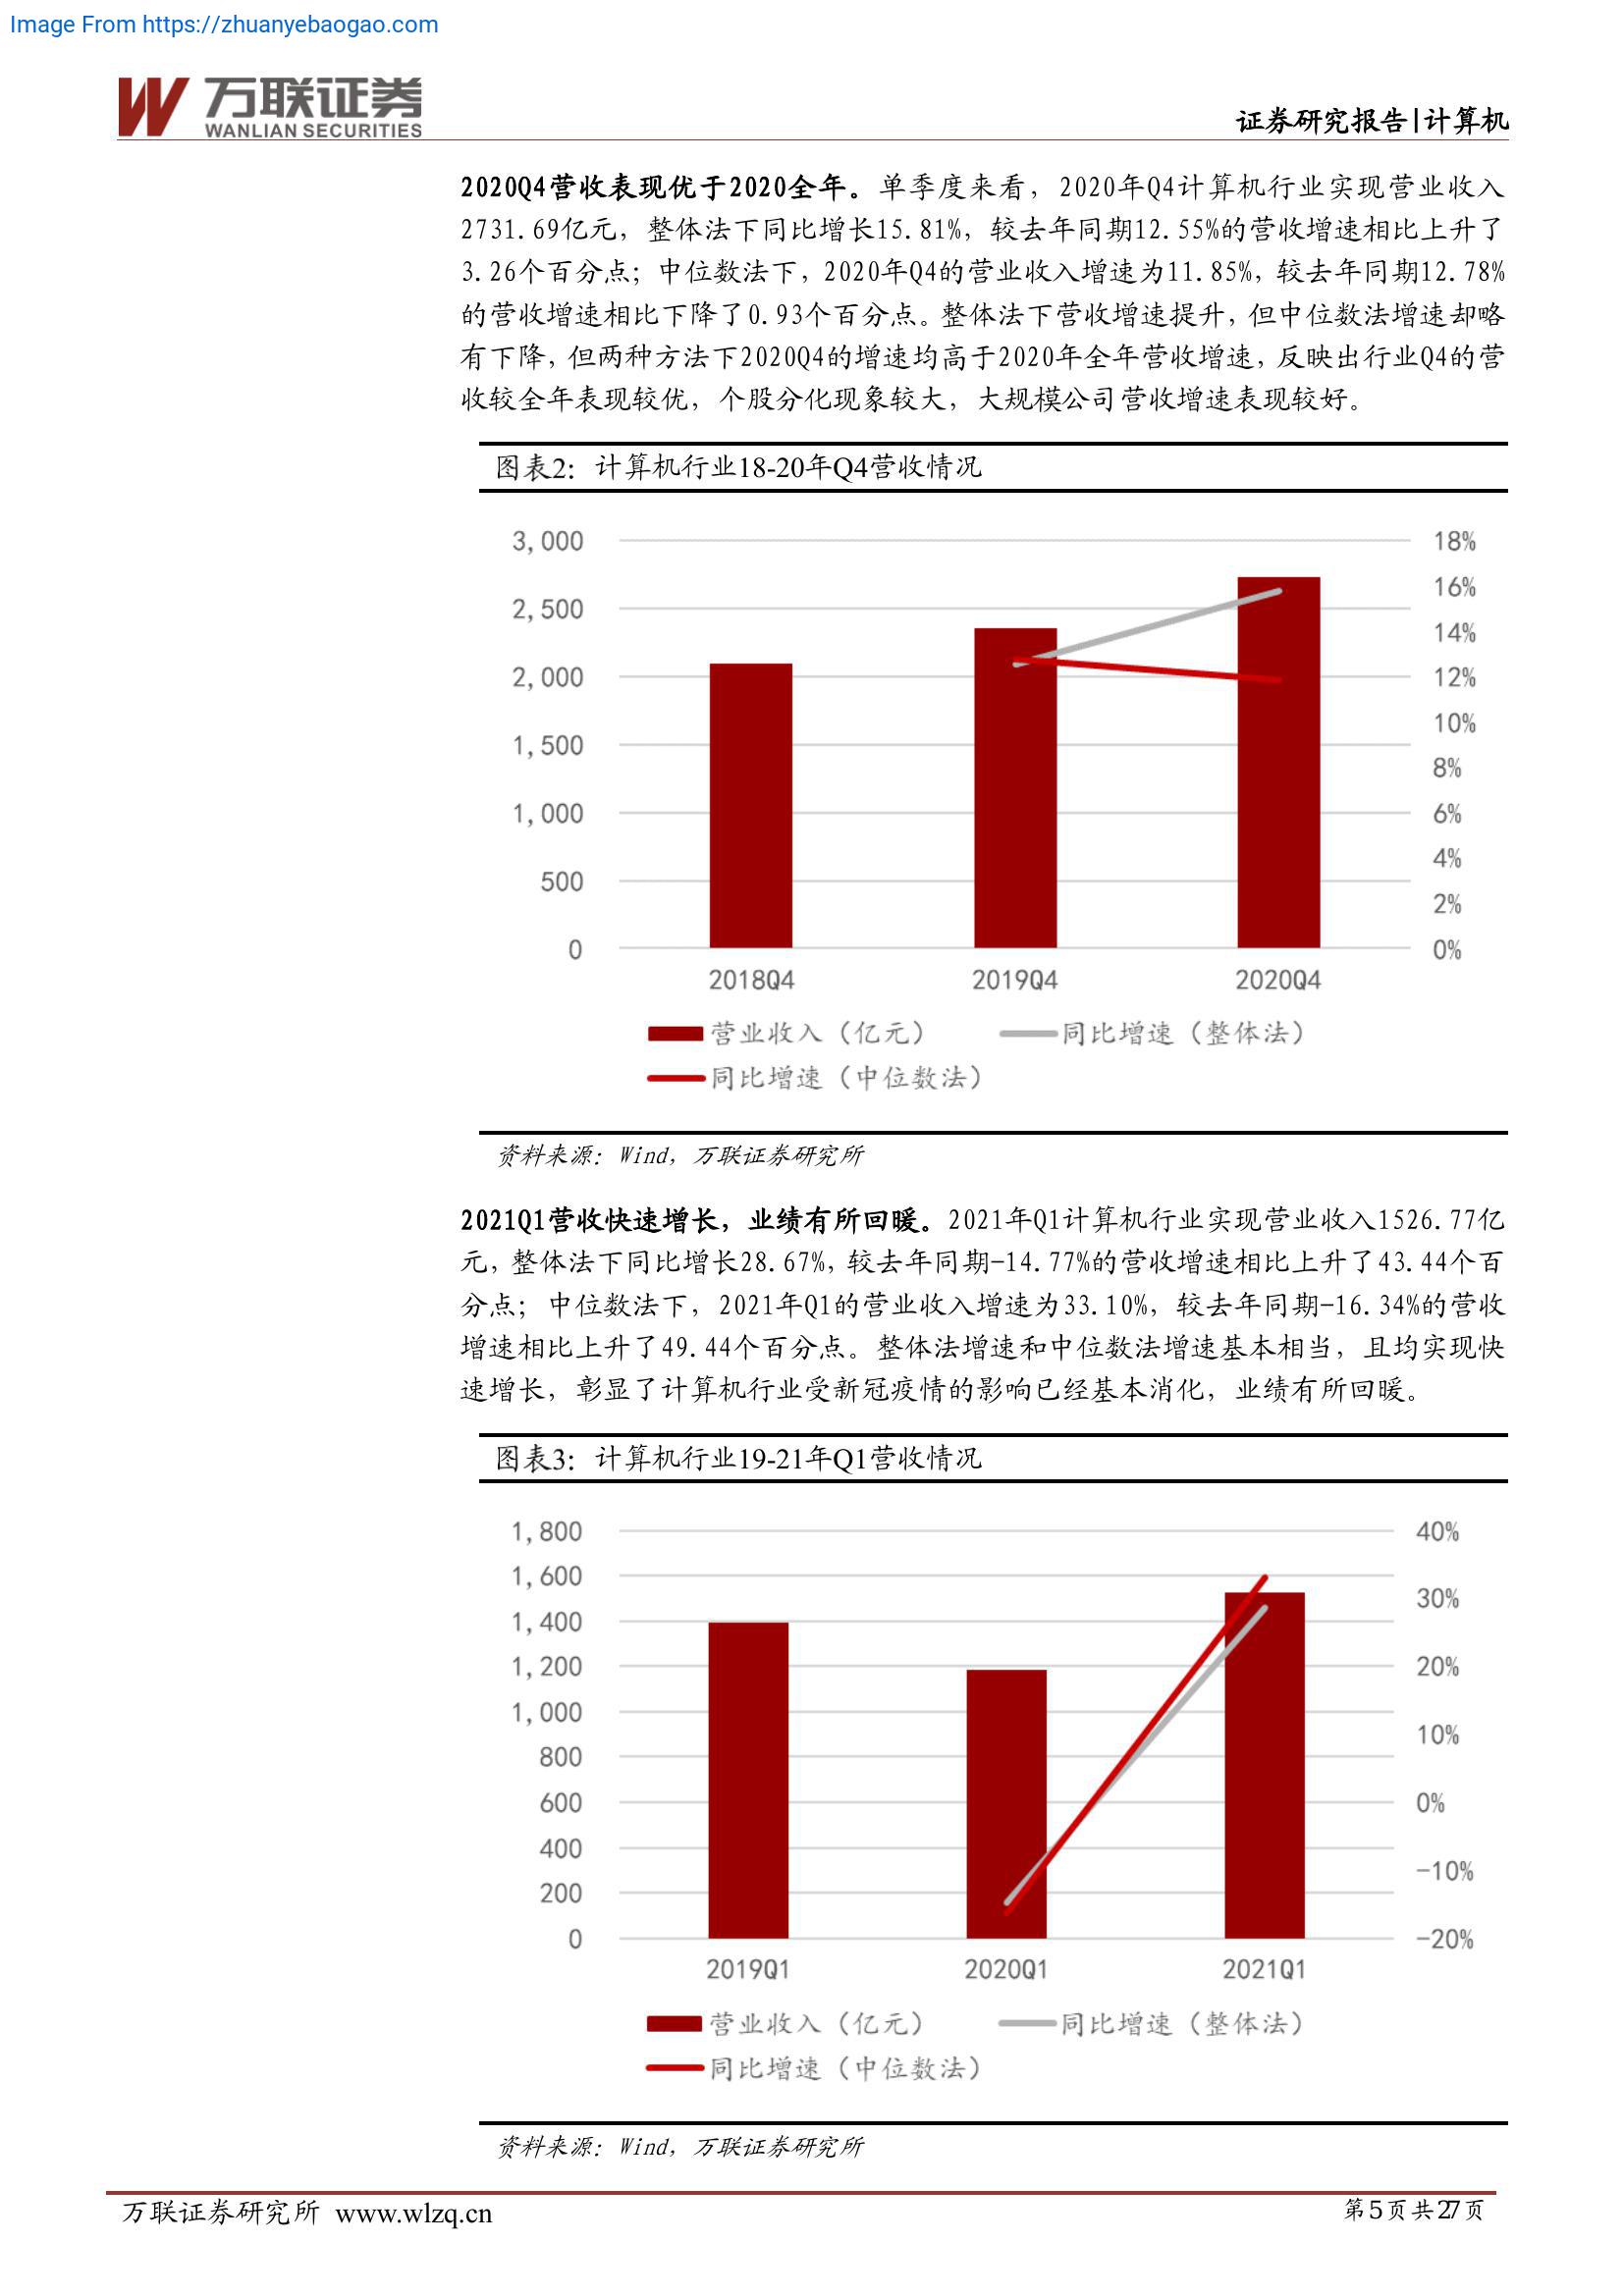 Image From https://zhuanyebaogao.com
万联证券
WANLIAN SECURITIES
证券研究报告|计算机
2020Q4营收表现优于2020全年。单季度来看，2020年Q4计算机行业实现营业收入
2731.69亿元，整体法下同比增长15.81%，较去年同期12.55%的营收增速相比上升了
3.26个百分点；中位数法下，2020年Q4的营业收入增速为11.85%，较去年同期12.78%
的营收增速相比下降了0.93个百分点。整体法下营收增速提升，但中位数法增速却略
有下降，但两种方法下2020Q4的增速均高于2020年全年营收增速，反映出行业Q4的营
收较全年表现较优，个股分化现象较大，大规模公司营收增速表现较好。
图表2：计算机行业18-20年Q4营收情况
3,000 18%
16%
2,500
14%
2,000 12%
10%
1,500
8%
1,000 6%
4%
500
2%
0 0%
2018Q4 2019Q4 2020Q4
营业收入（亿元） 同比增速（整体法）
同比增速（中位数法）
资料来源：Wind，万联证券研究所
2021Q1营收快速增长，业绩有所回暖。2021年Q1计算机行业实现营业收入1526.77亿
元，整体法下同比增长28.67%，较去年同期-14.77%的营收增速相比上升了43.44个百
分点；中位数法下，2021年Q1的营业收入增速为33.10%，较去年同期-16.34%的营收
增速相比上升了49.44个百分点。整体法增速和中位数法增速基本相当，且均实现快
速增长，彰显了计算机行业受新冠疫情的影响已经基本消化，业绩有所回暖。
图表3：计算机行业19-21年Q1营收情况
1,800 40%
1,600
30%
1,400
1,200 20%
1,000
10%
800
600 0%
400
-10%
200
0 -20%
2019Q1 2020Q1 2021Q1
营业收入（亿元） 同比增速（整体法）
同比增速（中位数法）
资料来源：Wind，万联证券研究所
万联证券研究所 www.wlzq.cn 第5页共27页